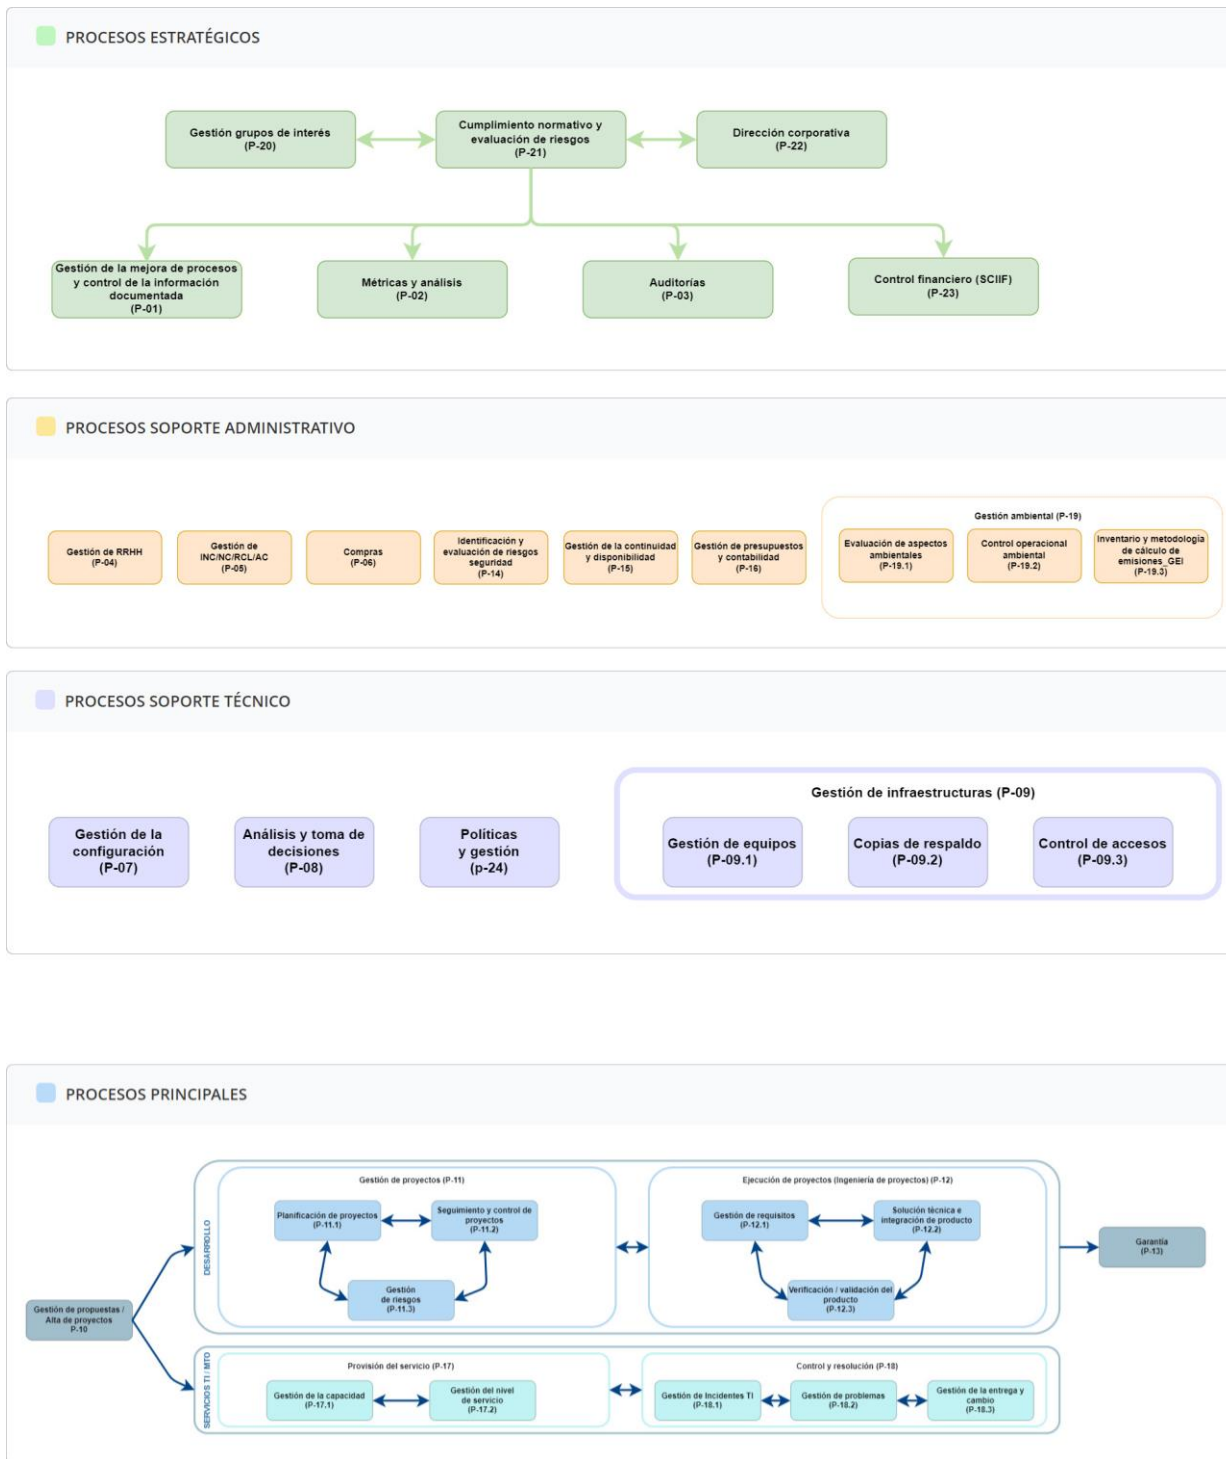 PROCESOS ESTRATÉGICOS
Gestión grupos de interés
(P-20)
Cumplimiento normativo y
evaluación de riesgos
(P-21)
Dirección corporativa
(P-22)
Gestión de la mejora de procesos
y control de la información
documentada
(P-01)
Métricas y análisis
(P-02)
Auditorías
(P-03)
Control financiero (SCIIF)
(P-23)
PROCESOS SOPORTE ADMINISTRATIVO
Gestión ambiental (P-19)
Gestión de RRHH
(P-04)
Gestión de
INC/NC/RCL/AC
(P-05)
Compras
(P-06)
Identificación y
evaluación de riesgos
seguridad
(P-14)
Gestión de la continuidad
y disponibilidad
(P-15)
Gestión de presupuestos
y contabilidad
(P-16)
Evaluación de aspectos
ambientales
(P-19.1)
Control operacional
ambiental
(P-19.2)
Inventario y metodología
de cálculo de
emisiones_GEI
(P-19.3)
PROCESOS SOPORTE TÉCNICO
Gestión de infraestructuras (P-09)
Gestión de la
configuración
(P-07)
Análisis y toma de
decisiones
(P-08)
Políticas
y gestión
(p-24)
Gestión de equipos
(P-09.1)
Copias de respaldo
(P-09.2)
Control de accesos
(P-09.3)
PROCESOS PRINCIPALES
Gestión de propuestas /
Alta de proyectos
P-10
DESARROLLO
Gestión de proyectos (P-11)
Planificación de proyectos
(P-11.1)
Seguimiento y control de
proyectos
(P-11.2)
Gestión
de riesgos
(P-11.3)
Ejecución de proyectos (Ingeniería de proyectos) (P-12)
Gestión de requisitos
(P-12.1)
Solución técnica e
integración de producto
(P-12.2)
Verificación / validación del
producto
(P-12.3)
Garantía
(P-13)
SERVICIOS TI / MTO
Provisión del servicio (P-17)
Gestión de la capacidad
(P-17.1)
Gestión del nivel
de servicio
(P-17.2)
Control y resolución (P-18)
Gestión de Incidentes TI
(P-18.1)
Gestión de problemas
(P-18.2)
Gestión de la entrega y
cambio
(P-18.3)